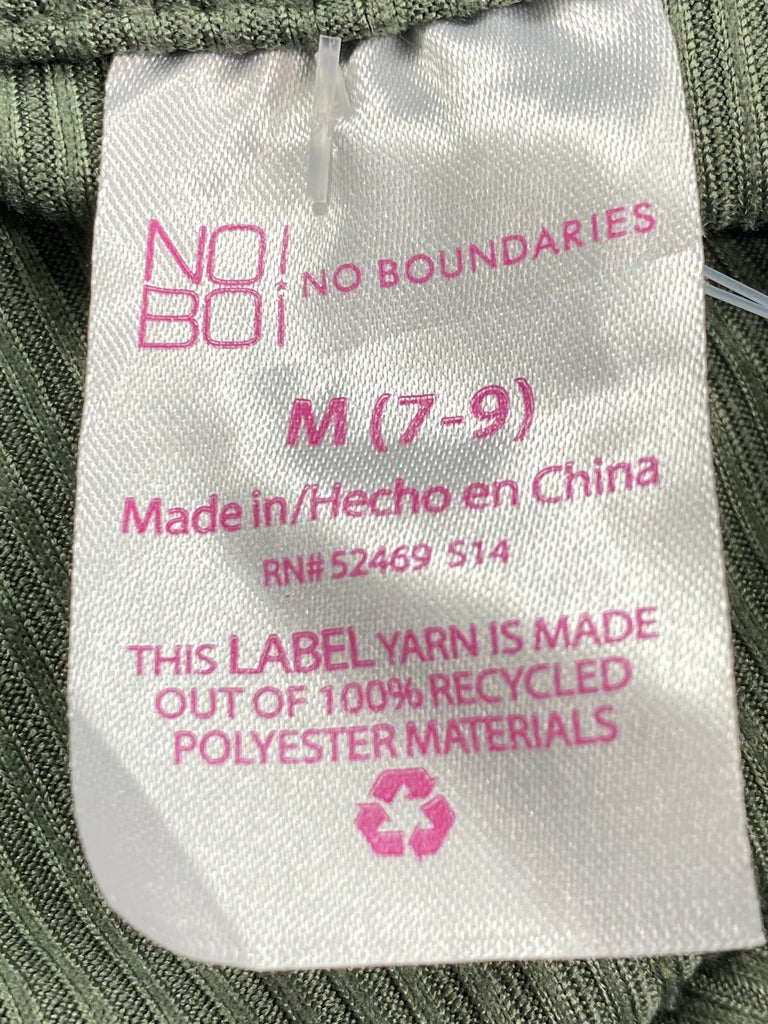 NO!
BOi
NO BOUNDARIES
M (7-9)
Made in/Hecho en China
RN# 52469 S14
THIS LABEL YARN IS MADE
OUT OF 100% RECYCLED
POLYESTER MATERIALS